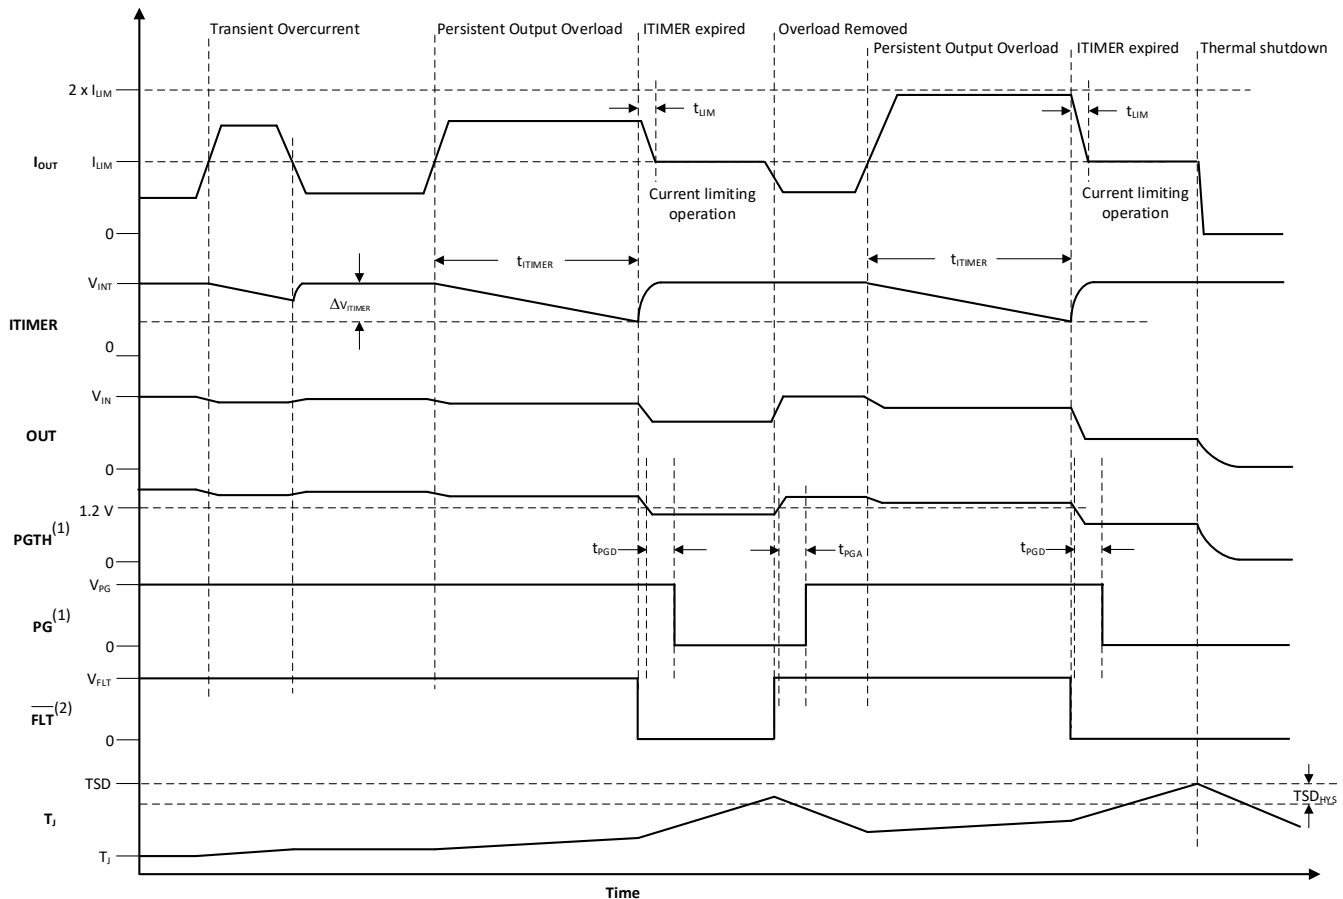 Transient Overcurrent
Persistent Output Overload
ITIMER expired
Overload Removed
Persistent Output Overload
ITIMER expired
Thermal shutdown
2 x ILIM
tLIM
tLIM
IOUT
ILIM
Current limiting
operation
Current limiting
operation
0
tITIMER
tITIMER
VINT
ΔVITIMER
ITIMER
0
VIN
OUT
0
1.2 V
PGTH(1)
tPGD
tPGA
tPGD
0
VPG
PG(1)
0
VFLT
FLT(2)
0
TSD
TSDHYS
TJ
TJ
Time